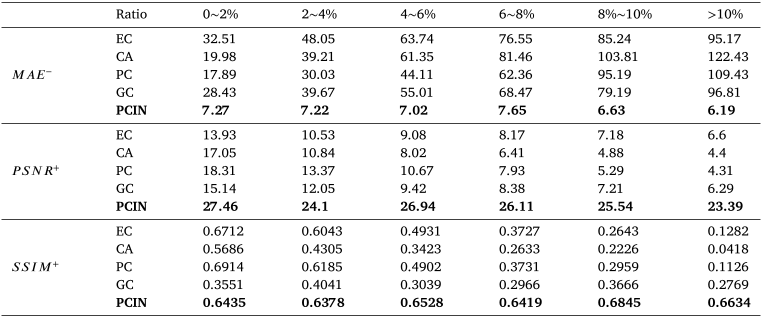 Ratio 0~2% 2~4% 4~6% 6~8% 8%~10% >10%
EC 32.51 48.05 63.74 76.55 85.24 95.17
CA 19.98 39.21 61.35 81.46 103.81 122.43
MAE⁻ PC 17.89 30.03 44.11 62.36 95.19 109.43
GC 28.43 39.67 55.01 68.47 79.19 96.81
PCIN 7.27 7.22 7.02 7.65 6.63 6.19
EC 13.93 10.53 9.08 8.17 7.18 6.6
CA 17.05 10.84 8.02 6.41 4.88 4.4
PSNR⁺ PC 18.31 13.37 10.67 7.93 5.29 4.31
GC 15.14 12.05 9.42 8.38 7.21 6.29
PCIN 27.46 24.1 26.94 26.11 25.54 23.39
EC 0.6712 0.6043 0.4931 0.3727 0.2643 0.1282
CA 0.5686 0.4305 0.3423 0.2633 0.2226 0.0418
SSIM⁺ PC 0.6914 0.6185 0.4902 0.3731 0.2959 0.1126
GC 0.3551 0.4041 0.3039 0.2966 0.3666 0.2769
PCIN 0.6435 0.6378 0.6528 0.6419 0.6845 0.6634